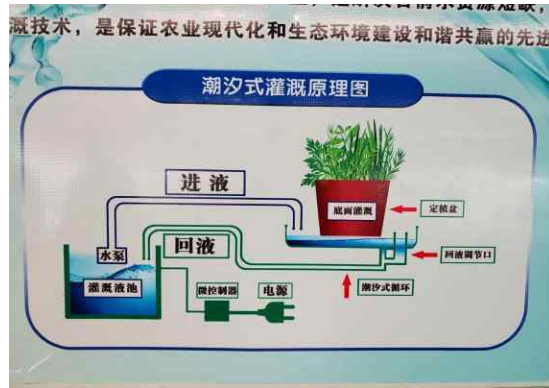 溉技术，是保证农业现代化和生态环境建设和谐共赢的先进
潮汐式灌溉原理图
进液
底面灌溉
定植盆
回液
水泵
回液调节口
灌溉液池
微控制器
电源
潮汐式循环